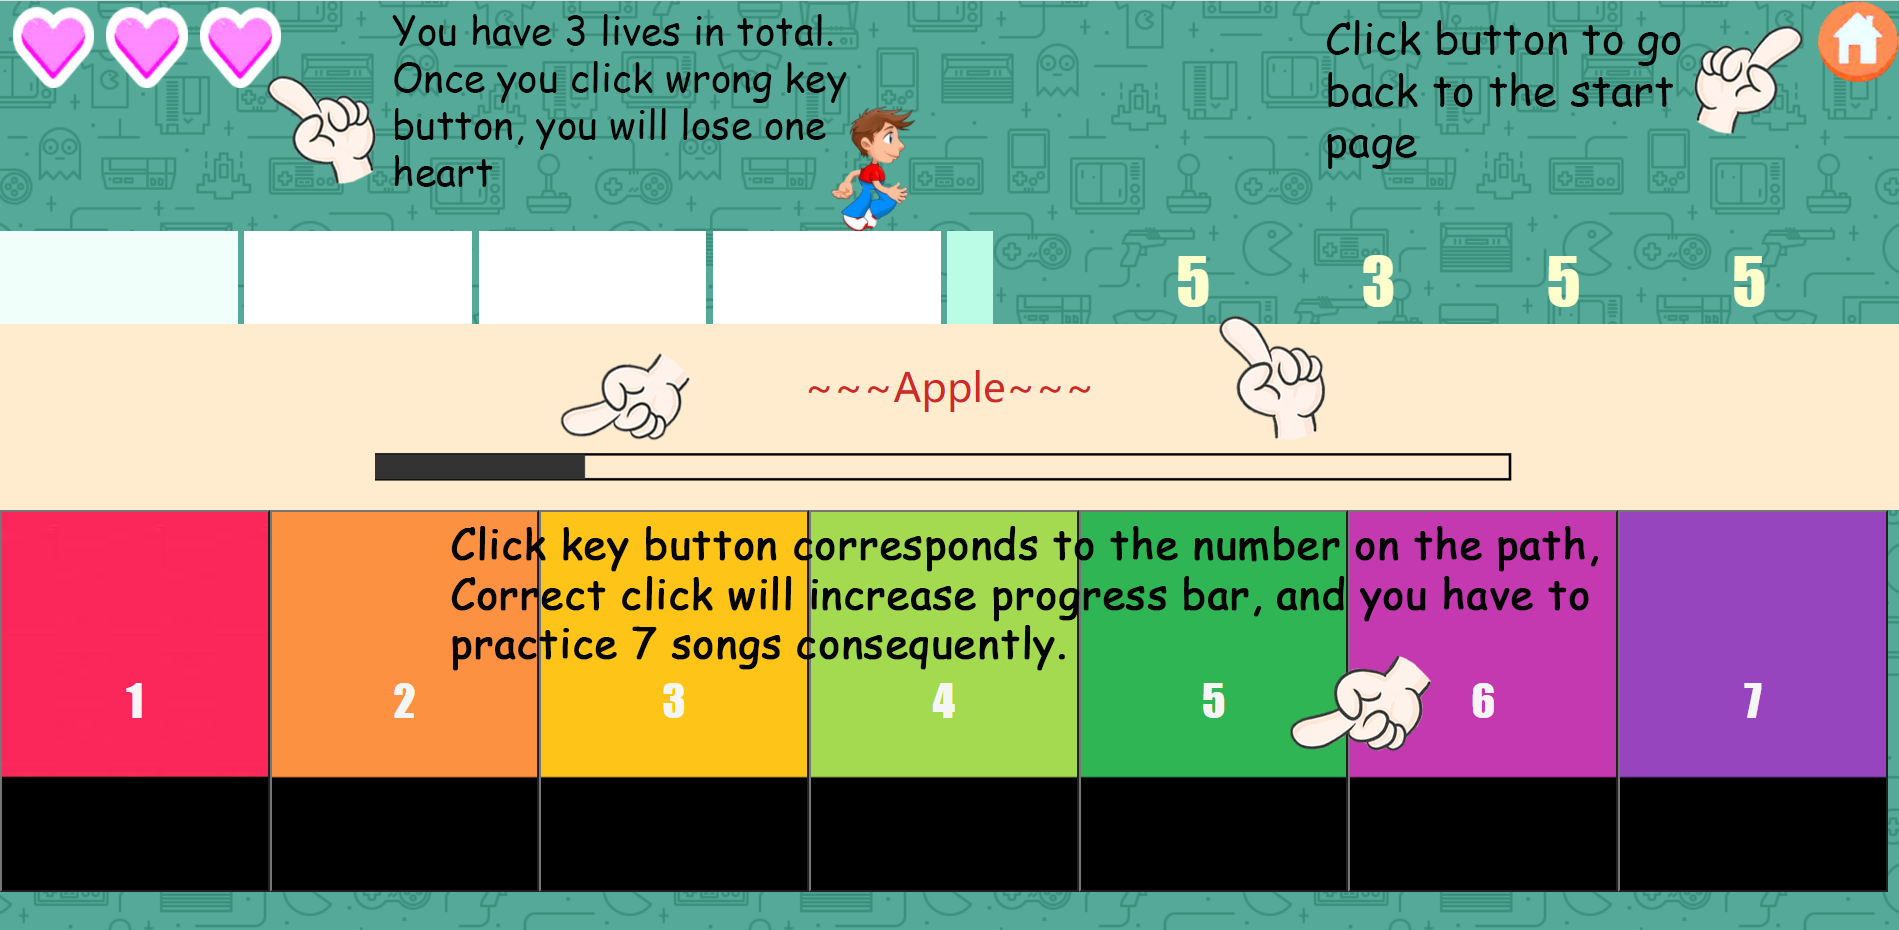 You have 3 lives in total.
Once you click wrong key
button, you will lose one
heart
Click button to go
back to the start
page
5 3 5 5
~~~Apple~~~
Click key button corresponds to the number on the path,
Correct click will increase progress bar, and you have to
practice 7 songs consequently.
1 2 3 4 5 6 7